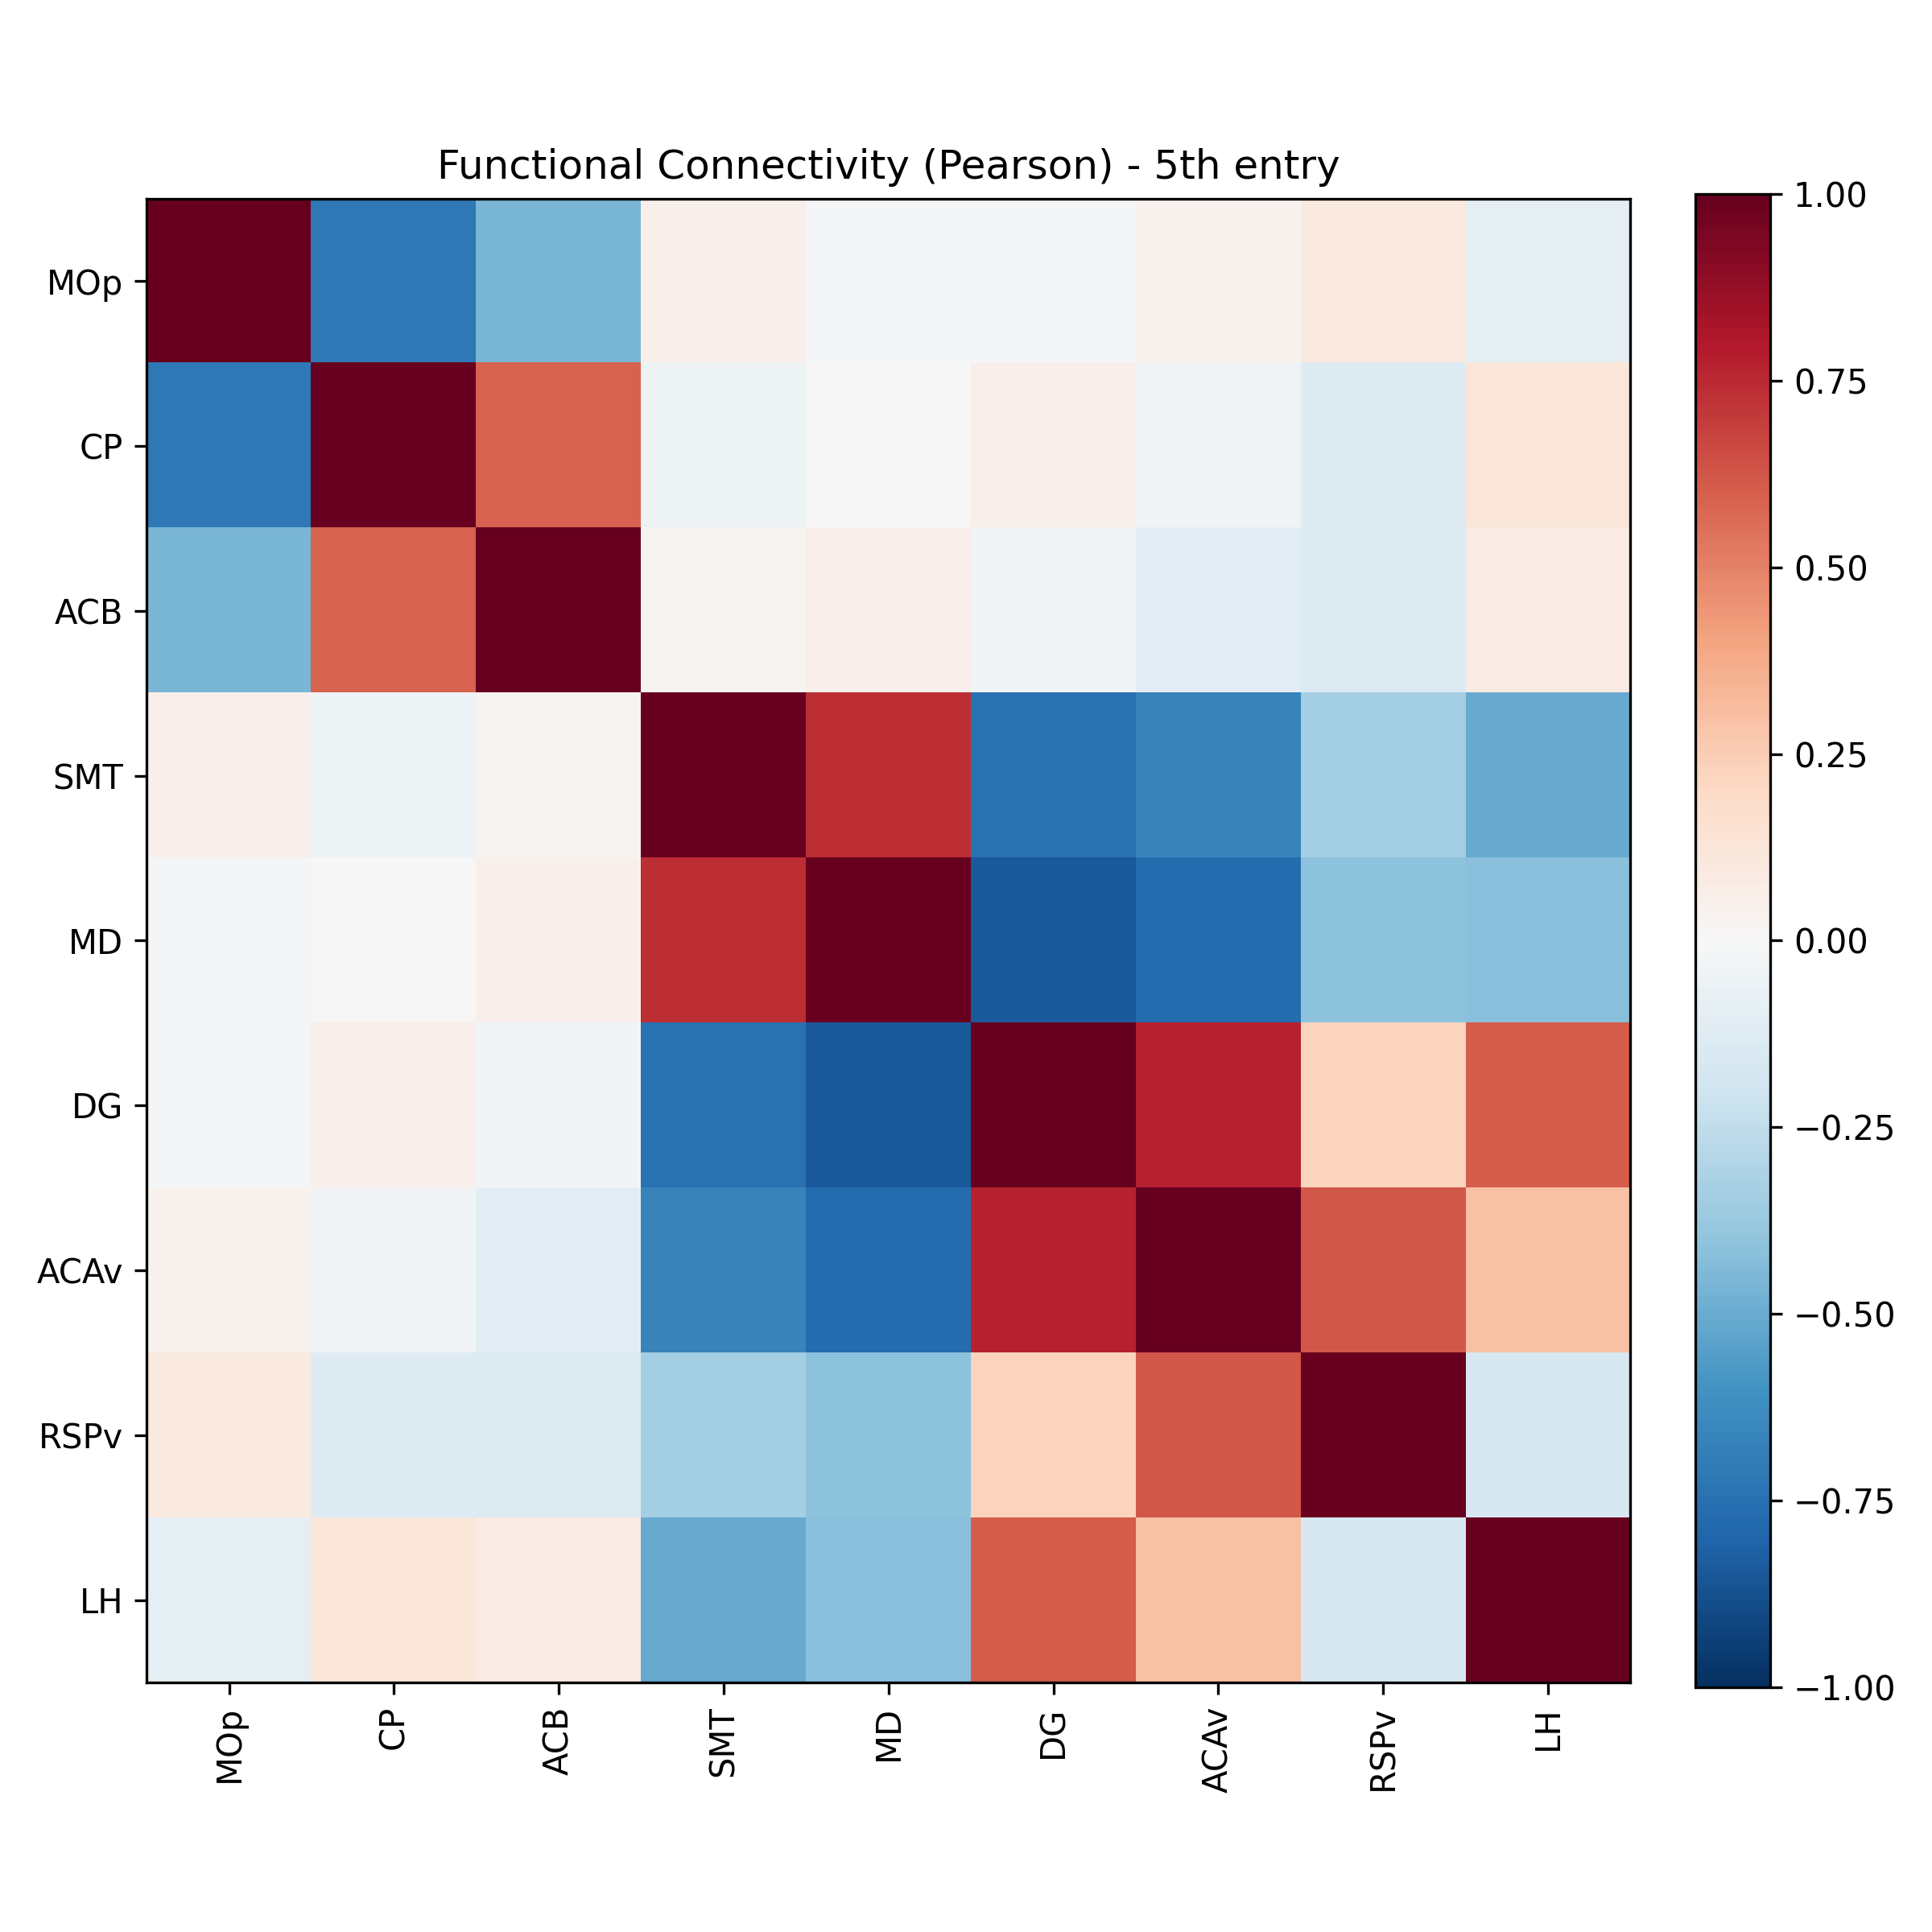 Functional Connectivity (Pearson) - 5th entry
MOp
CP
ACB
SMT
MD
DG
ACAv
RSPv
LH
MOp
CP
ACB
SMT
MD
DG
ACAv
RSPv
LH
1.00
0.75
0.50
0.25
0.00
−0.25
−0.50
−0.75
−1.00